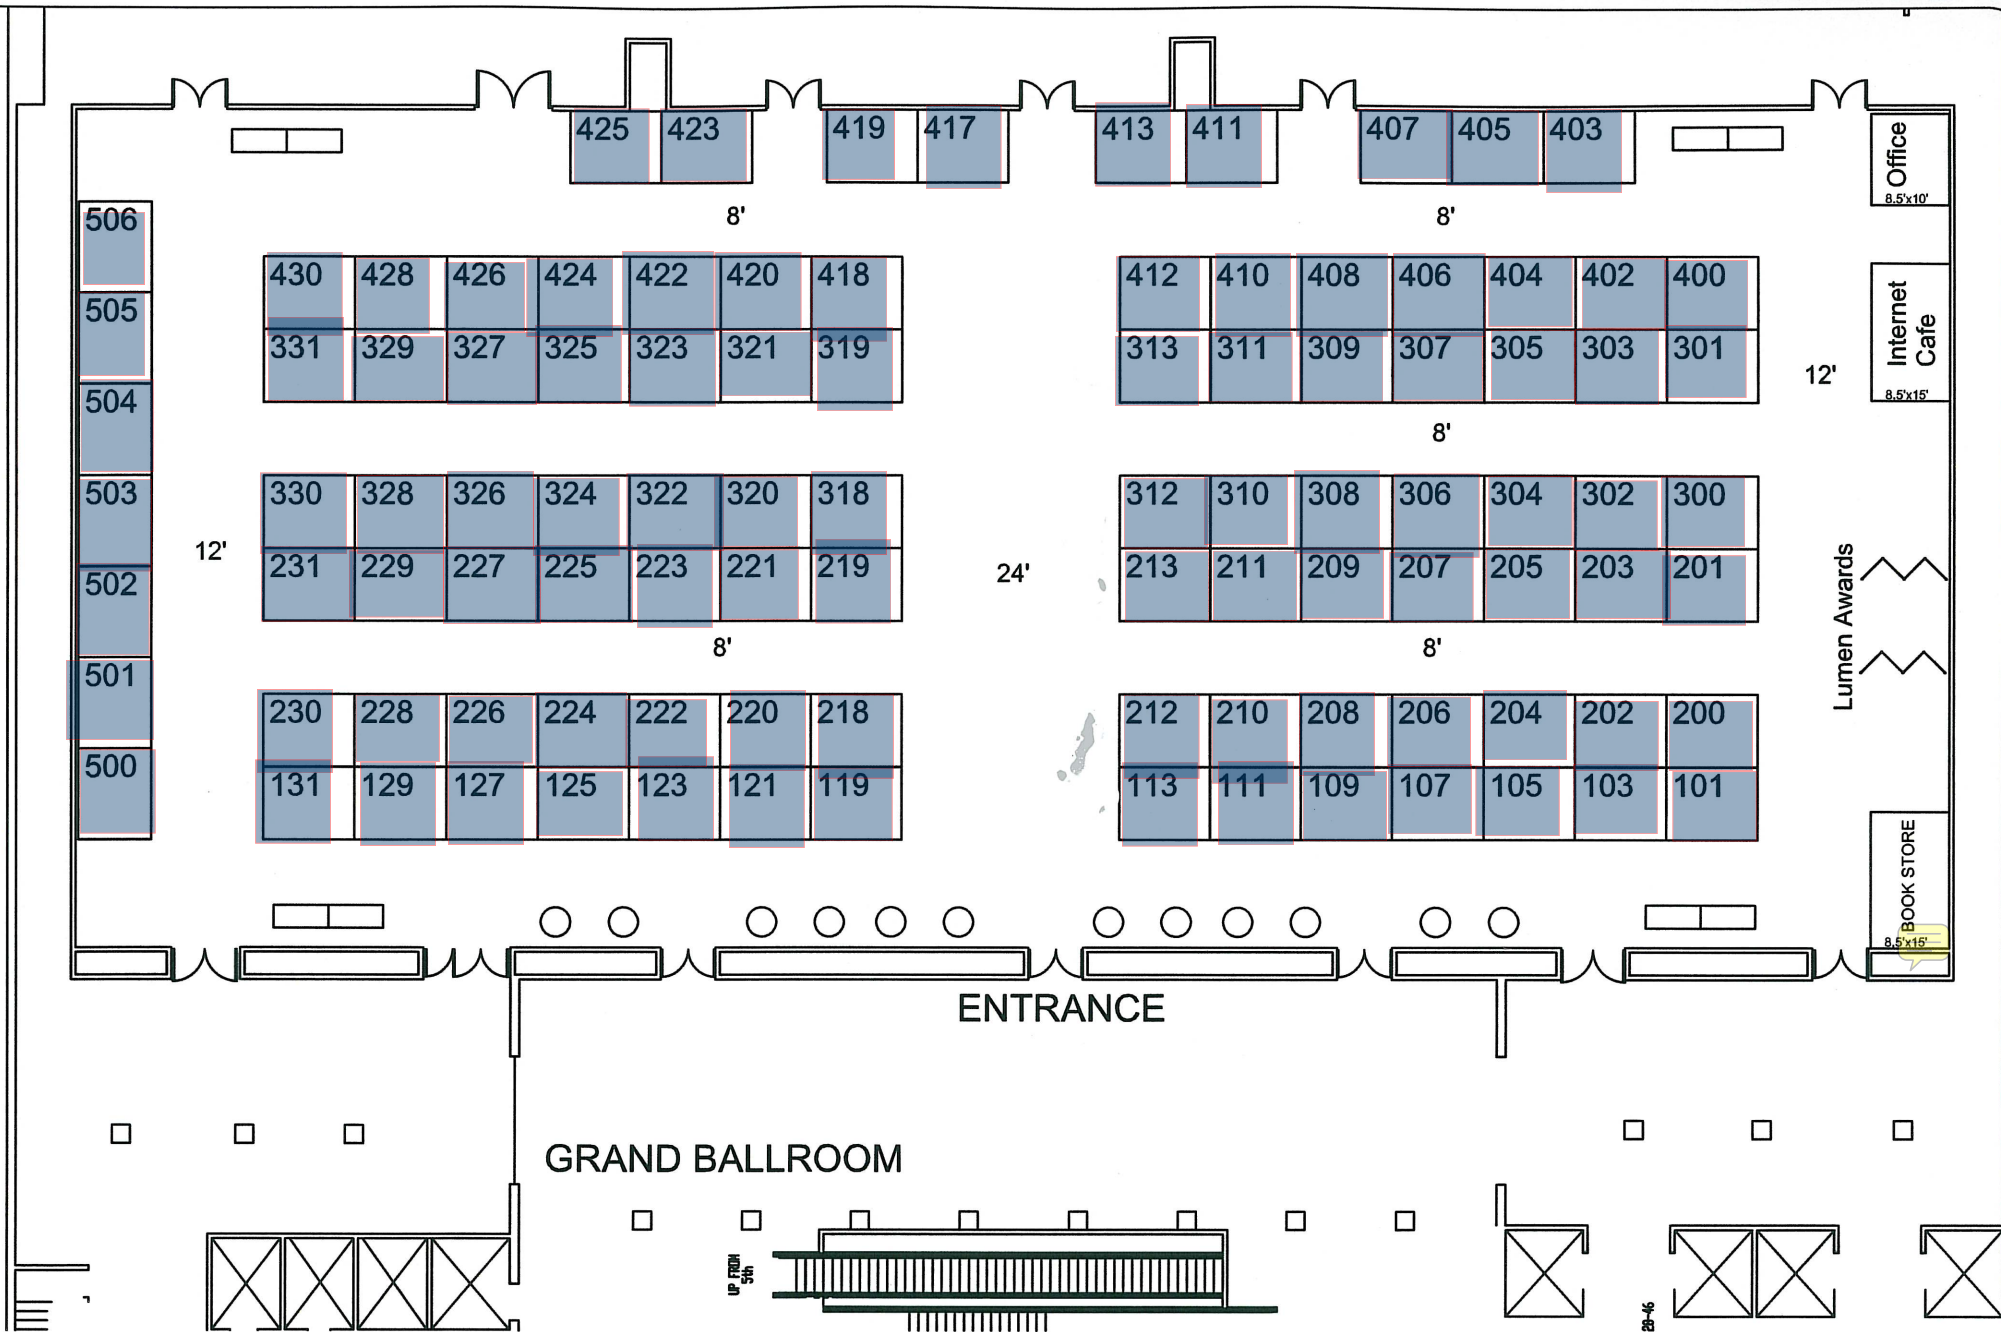 425 423 419 417 413 411 407 405 403
Office
8.5'x10'
8' 8'
506
505
504
503
502
501
500
430 428 426 424 422 420 418
331 329 327 325 323 321 319
412 410 408 406 404 402 400
313 311 309 307 305 303 301
12'
Internet
Cafe
8.5'x15'
8'
330 328 326 324 322 320 318
231 229 227 225 223 221 219
12'
24'
312 310 308 306 304 302 300
213 211 209 207 205 203 201
Lumen Awards
8' 8'
230 228 226 224 222 220 218
131 129 127 125 123 121 119
212 210 208 206 204 202 200
113 111 109 107 105 103 101
BOOK STORE
8.5'x15'
ENTRANCE
GRAND BALLROOM
UP FROM
5th
28-46